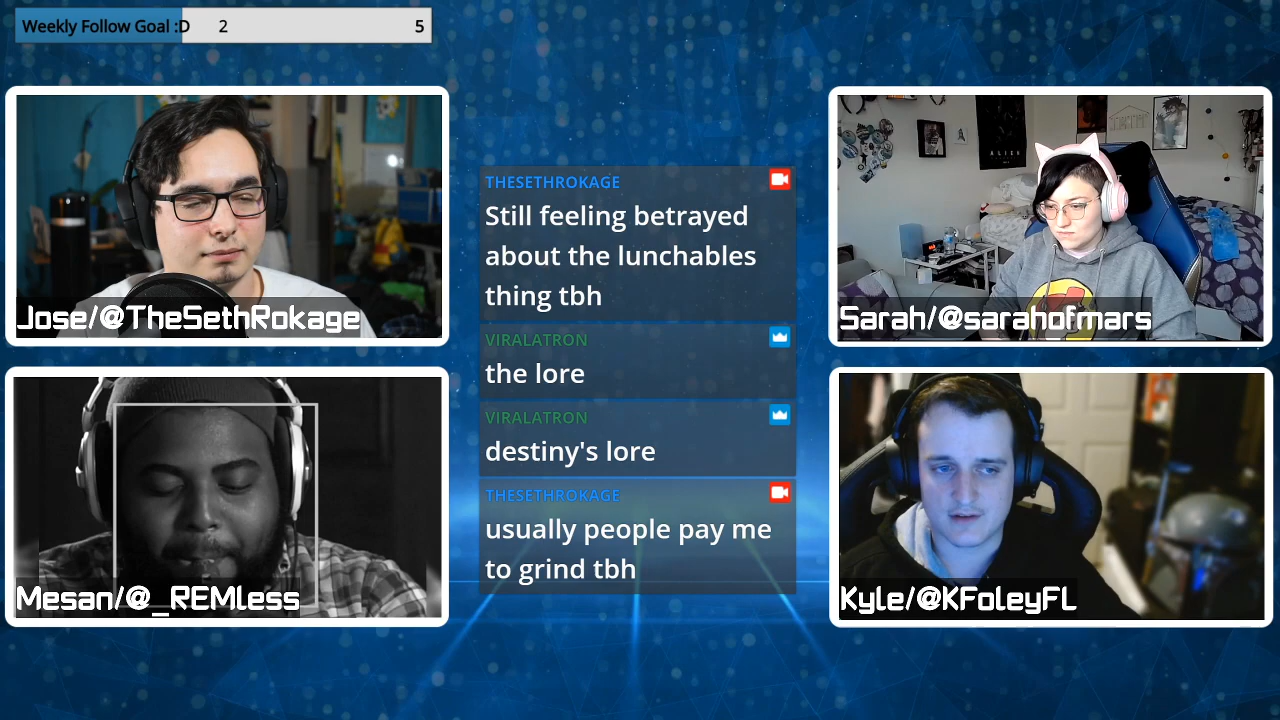 Weekly Follow Goal :D 2 5
Jose/@TheSethRokage
Mesan/@_REMless
THESETHROKAGE
Still feeling betrayed
about the lunchables
thing tbh
VIRALATRON
the lore
VIRALATRON
destiny's lore
THESETHROKAGE
usually people pay me
to grind tbh
ALIEN
Sarah/@sarahofmars
Kyle/@KFoleyFL